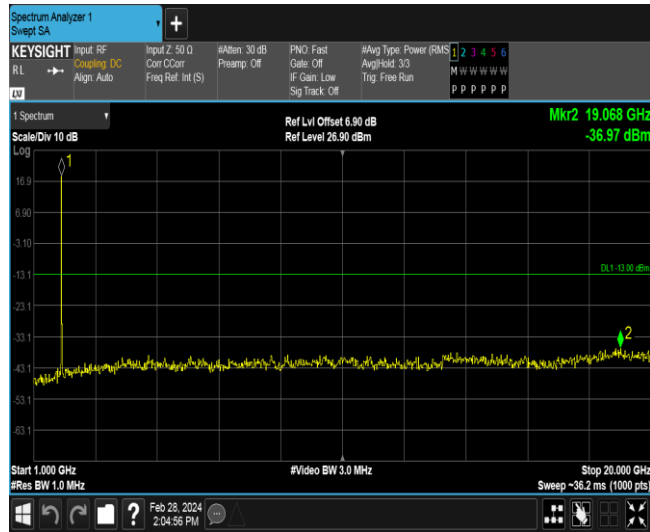 Spectrum Analyzer 1
Swept SA
KEYSIGHT
RL
LXI
Input: RF
Coupling: DC
Align: Auto
Input Z: 50 Ω
Corr CCorr
Freq Ref: Int (S)
#Atten: 30 dB
Preamp: Off
PNO: Fast
Gate: Off
IF Gain: Low
Sig Track: Off
#Avg Type: Power (RMS
Avg|Hold: 3/3
Trig: Free Run
1 2 3 4 5 6
M W W W W W
P P P P P P
1 Spectrum
Scale/Div 10 dB
Ref Lvl Offset 6.90 dB
Ref Level 26.90 dBm
Mkr2 19.068 GHz
-36.97 dBm
Log
1
16.9
6.90
-3.10
-13.1
DL1 -13.00 dBm
-23.1
-33.1
2
-43.1
-53.1
-63.1
Start 1.000 GHz
#Video BW 3.0 MHz
Stop 20.000 GHz
#Res BW 1.0 MHz
Sweep ~36.2 ms (1000 pts)
?
Feb 28, 2024
2:04:56 PM